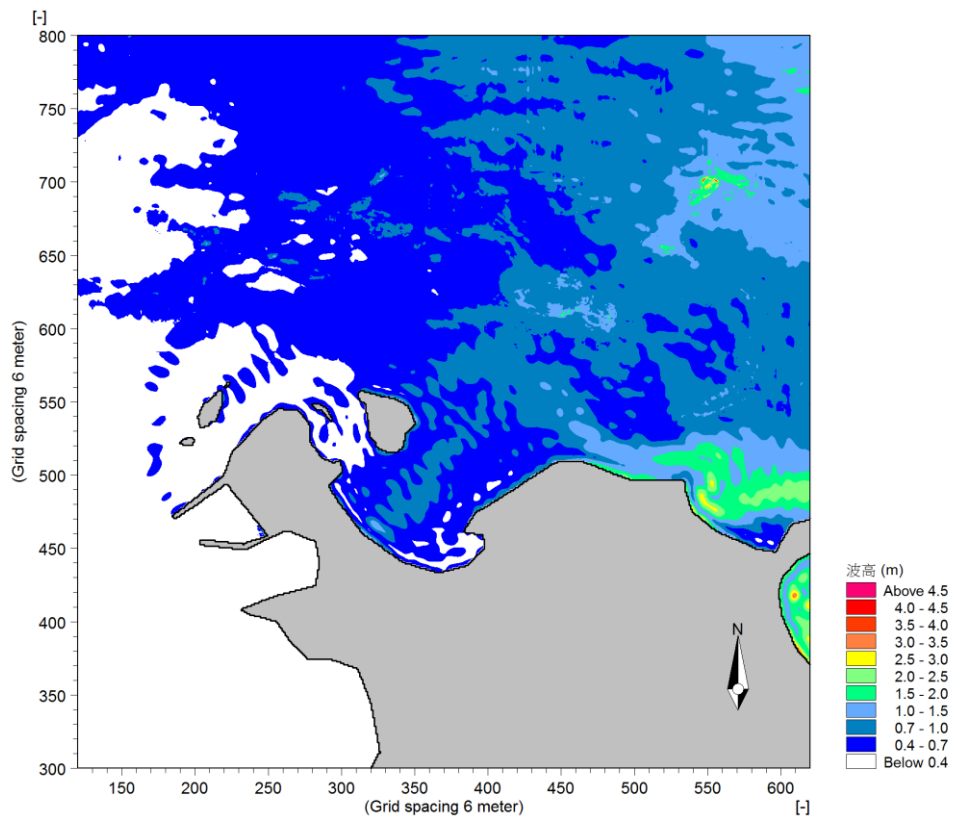 [-]
800
750
700
650
600
550
500
450
400
350
300
(Grid spacing 6 meter)
150 200 250 300 350 400 450 500 550 600
(Grid spacing 6 meter)
[-]
N
波高 (m)
Above 4.5
4.0 - 4.5
3.5 - 4.0
3.0 - 3.5
2.5 - 3.0
2.0 - 2.5
1.5 - 2.0
1.0 - 1.5
0.7 - 1.0
0.4 - 0.7
Below 0.4